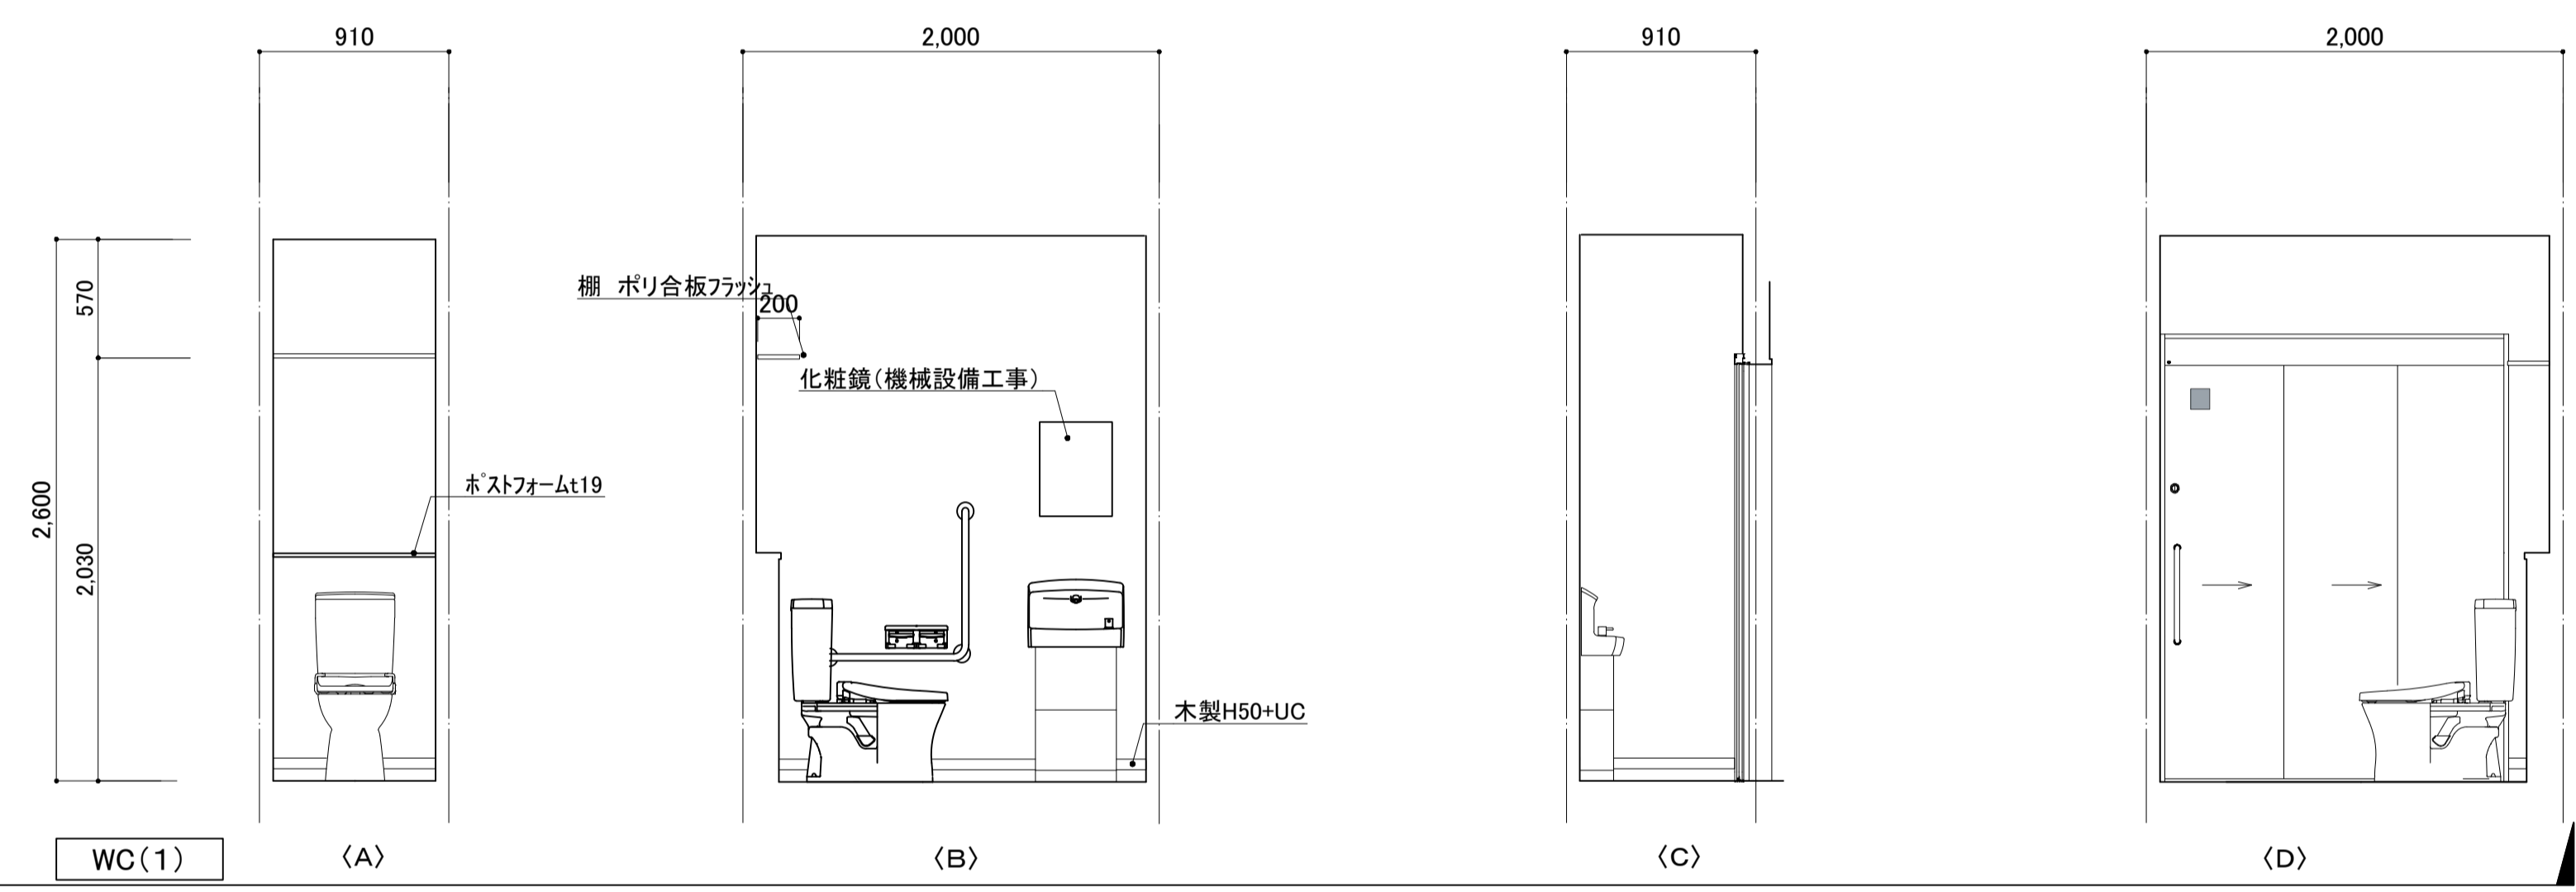 910
2,000
910
2,000
570
2,030
2,600
棚　ポリ合板フラッシュ
200
化粧鏡(機械設備工事)
ポストフォームt19
木製H50+UC
WC(1)
〈A〉
〈B〉
〈C〉
〈D〉